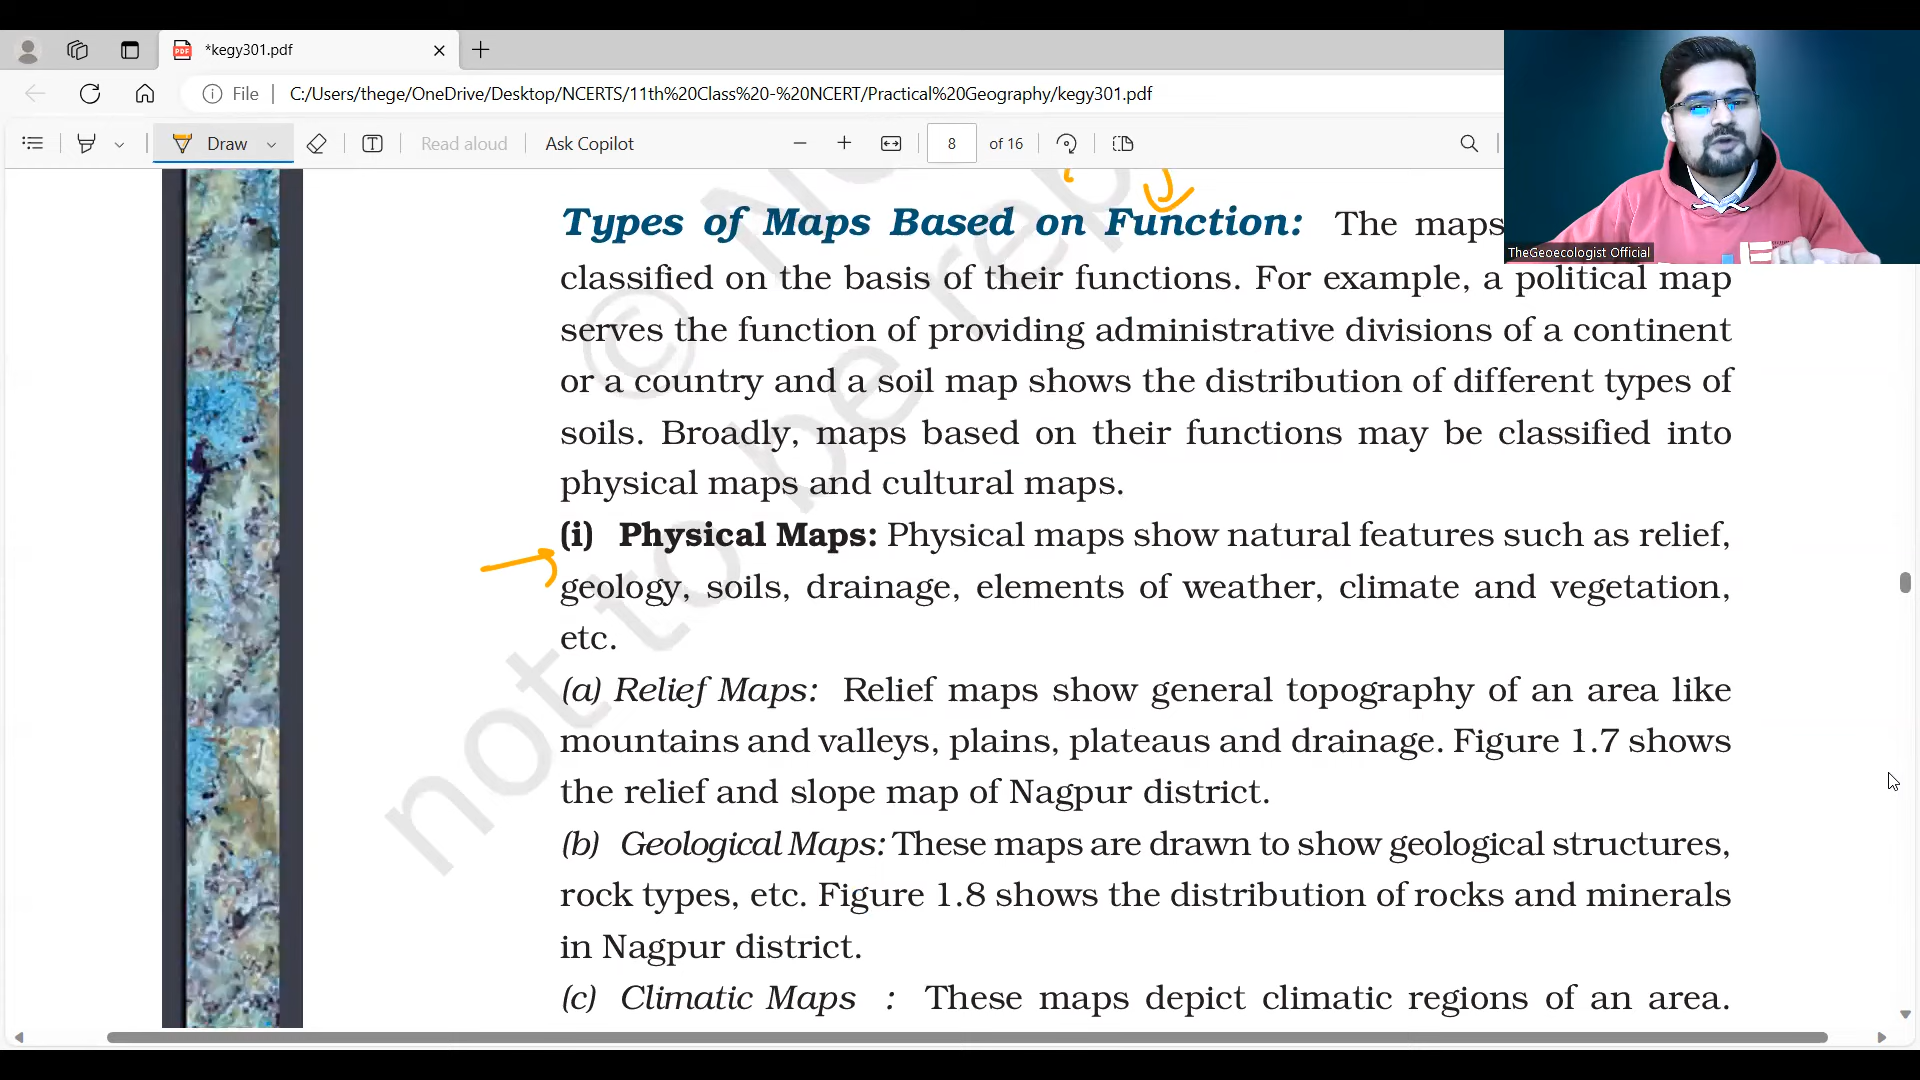 *kegy301.pdf
File
C:/Users/thege/OneDrive/Desktop/NCERTS/11th%20Class%20-%20NCERT/Practical%20Geography/kegy301.pdf
Draw
Read aloud
Ask Copilot
8
of 16
TheGeoecologist Official
Types of Maps Based on Function: The maps
classified on the basis of their functions. For example, a political map
serves the function of providing administrative divisions of a continent
or a country and a soil map shows the distribution of different types of
soils. Broadly, maps based on their functions may be classified into
physical maps and cultural maps.
(i) Physical Maps: Physical maps show natural features such as relief,
geology, soils, drainage, elements of weather, climate and vegetation,
etc.
(a) Relief Maps: Relief maps show general topography of an area like
mountains and valleys, plains, plateaus and drainage. Figure 1.7 shows
the relief and slope map of Nagpur district.
(b) Geological Maps: These maps are drawn to show geological structures,
rock types, etc. Figure 1.8 shows the distribution of rocks and minerals
in Nagpur district.
(c) Climatic Maps : These maps depict climatic regions of an area.
not to be
©